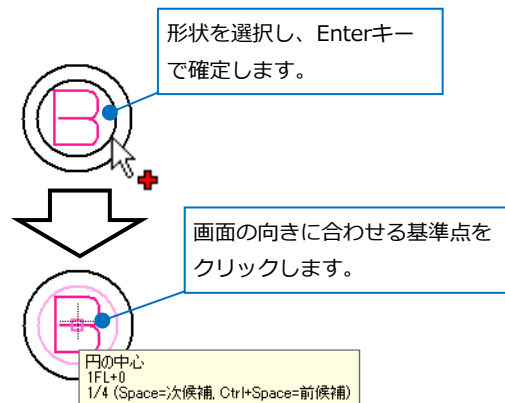 形状を選択し、Enterキー
で確定します。
B
画面の向きに合わせる基準点を
クリックします。
B
円の中心
1FL+0
1/4 (Space=次候補, Ctrl+Space=前候補)